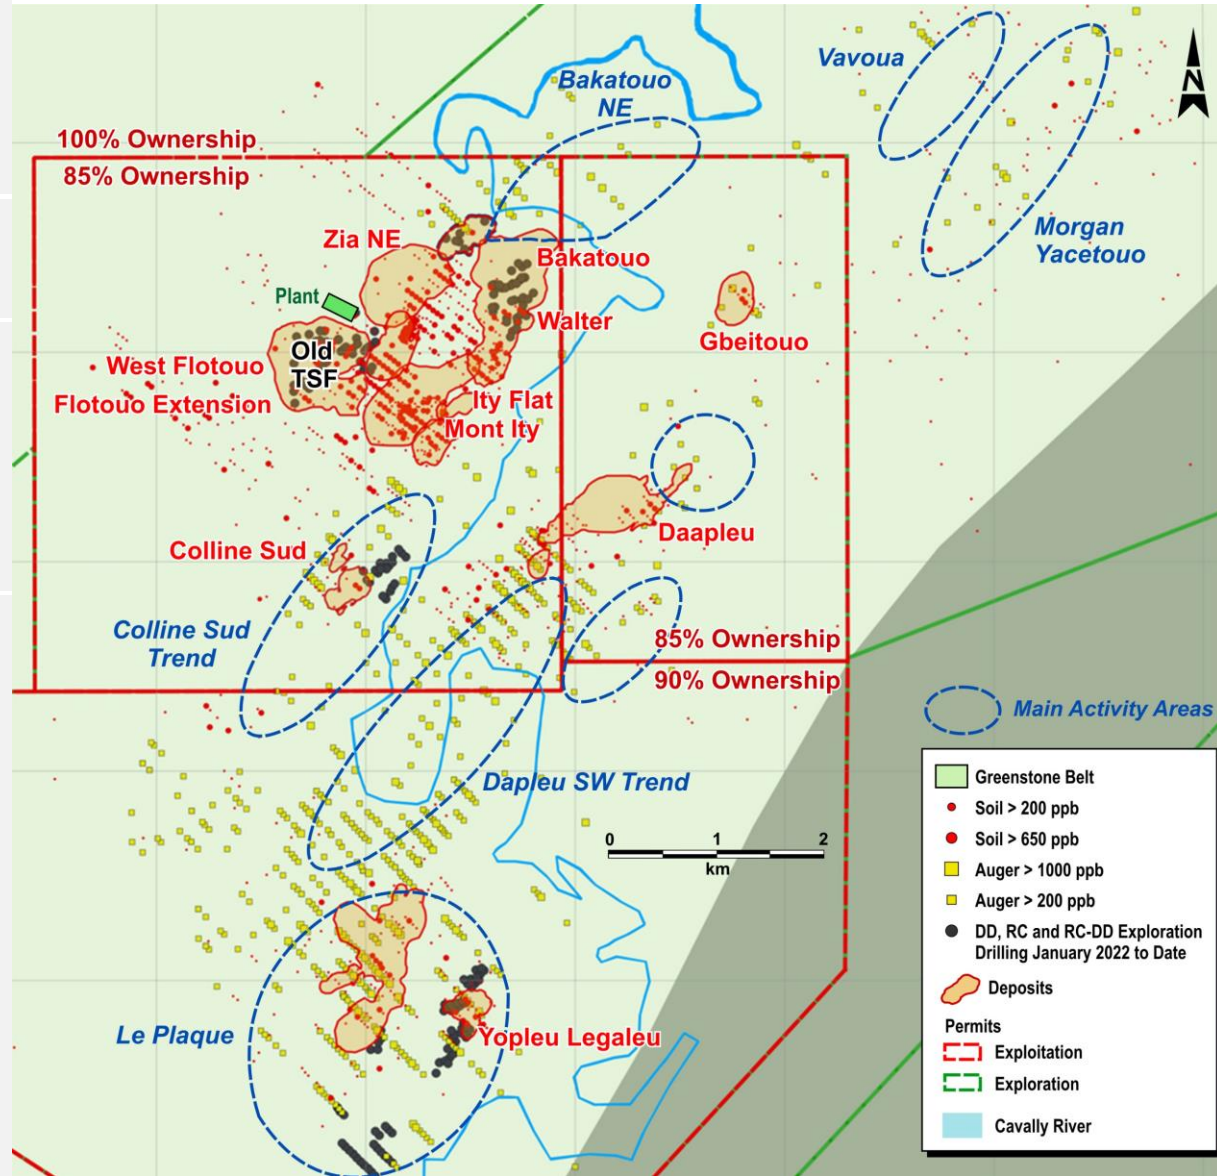 Vavoua
Bakatouo
NE
N
100% Ownership
85% Ownership
Morgan
Yacetouo
Zia NE
Bakatouo
Plant
Walter
Gbeitouo
Old
TSF
West Flotouo
Flotouo Extension
Ity Flat
Mont Ity
Daapleu
Colline Sud
Colline Sud
Trend
85% Ownership
90% Ownership
Main Activity Areas
Dapleu SW Trend
0 1 2
km
Greenstone Belt
Soil > 200 ppb
Soil > 650 ppb
Auger > 1000 ppb
Auger > 200 ppb
DD, RC and RC-DD Exploration
Drilling January 2022 to Date
Deposits
Permits
Exploitation
Exploration
Cavally River
Le Plaque
Yopleu Legaleu